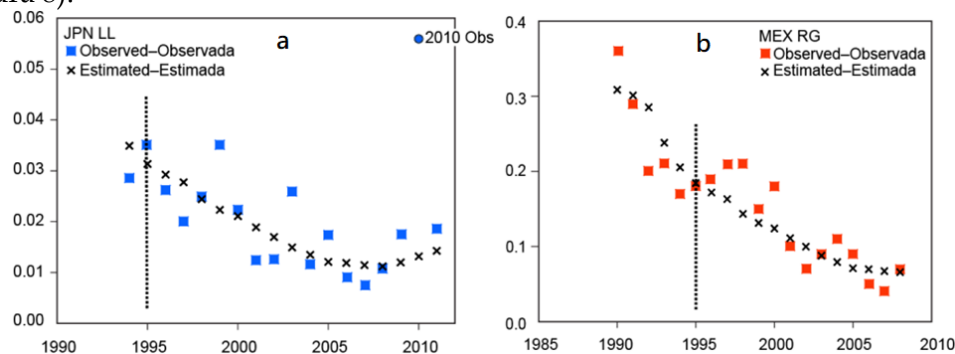 JPN LL
Observed–Observada
Estimated–Estimada
a
2010 Obs
0.06
0.05
0.04
0.03
0.02
0.01
0.00
1990 1995 2000 2005 2010
MEX RG
Observed–Observada
Estimated–Estimada
b
0.4
0.3
0.2
0.1
0.0
1985 1990 1995 2000 2005 2010